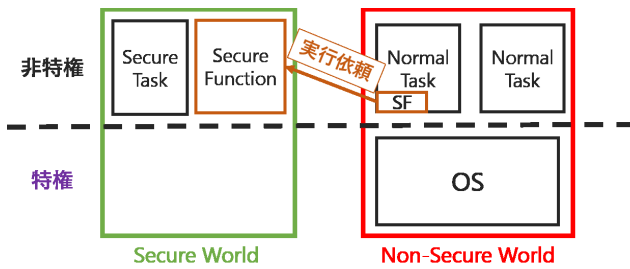 非特権
Secure
Task
Secure
Function
実行依頼
Normal
Task
SF
Normal
Task
特権
OS
Secure World
Non-Secure World